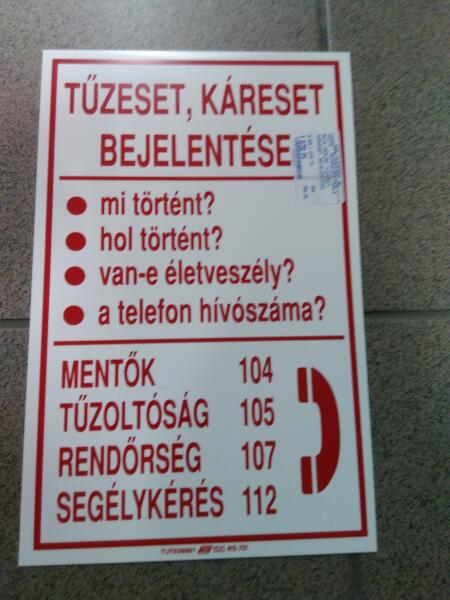 TŰZESET, KÁRESET
BEJELENTÉSE
● mi történt?
● hol történt?
● van-e életveszély?
● a telefon hívószáma?
MENTŐK 104
TŰZOLTÓSÁG 105
RENDŐRSÉG 107
SEGÉLYKÉRÉS 112